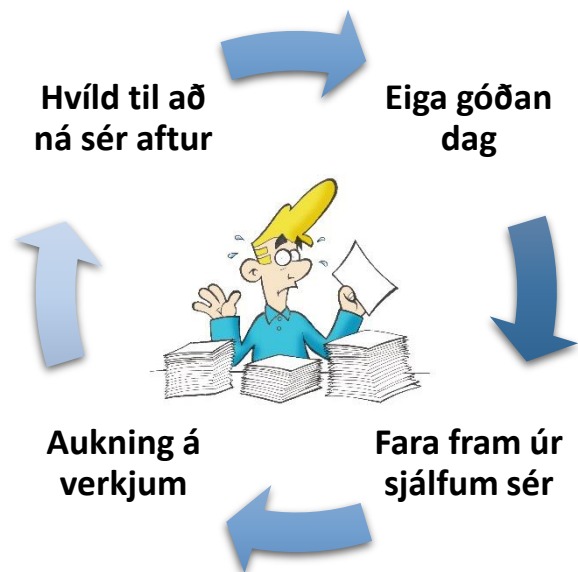 Hvíld til að
ná sér aftur
Eiga góðan
dag
Fara fram úr
sjálfum sér
Aukning á
verkjum